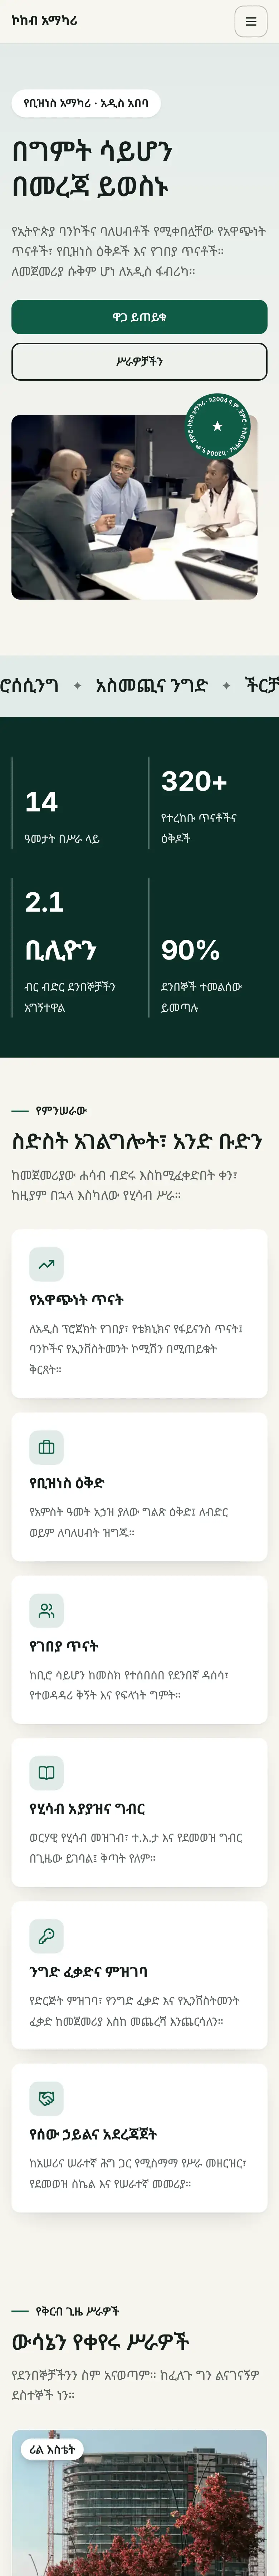 ኮከብ አማካሪ
የቢዝነስ አማካሪ · አዲስ አበባ
በግምት ሳይሆን
በመረጃ ይወስኑ
የኢትዮጵያ ባንኮችና ባለሀብቶች የሚቀበሏቸው የአዋጭነት
ጥናቶች፣ የቢዝነስ ዕቅዶች እና የገበያ ጥናቶች።
ለመጀመሪያ ሱቅም ሆነ ለአዲስ ፋብሪካ።
ዋጋ ይጠይቁ
ሥራዎቻችን
ሮሰሲንግ ✦ አስመጪና ንግድ ✦
14
ዓመታት በሥራ ላይ
320+
የተረከቡ ጥናቶችና
ዕቅዶች
2.1
ቢሊዮን
ብር ብድር ደንበኞቻችን
አግኝተዋል
90%
ደንበኞች ተመልሰው
ይመጣሉ
የምንሠራው
ስድስት አገልግሎት፣ አንድ ቡድን
ከመጀመሪያው ሐሳብ ብድሩ እስከሚፈቀድበት ቀን፣
ከዚያም በኋላ እስካለው የሂሳብ ሥራ።
የአዋጭነት ጥናት
ለአዲስ ፕሮጀክት የገበያ፣ የቴክኒክና የፋይናንስ ጥናት፤
ባንኮችና የኢንቨስትመንት ኮሚሽን በሚጠይቁት
ቅርጸት።
የቢዝነስ ዕቅድ
የአምስት ዓመት አኃዝ ያለው ግልጽ ዕቅድ፤ ለብድር
ወይም ለባለሀብት ዝግጁ።
የገበያ ጥናት
ከቢሮ ሳይሆን ከመስክ የተሰበሰበ የደንበኛ ዳሰሳ፣
የተወዳዳሪ ቅኝት እና የፍላጎት ግምት።
የሂሳብ አያያዝና ግብር
ወርሃዊ የሂሳብ መዝገብ፣ ተ.እ.ታ እና የደመወዝ ግብር
በጊዜው ይገባል፤ ቅጣት የለም።
ንግድ ፈቃድና ምዝገባ
የድርጅት ምዝገባ፣ የንግድ ፈቃድ እና የኢንቨስትመንት
ፈቃድ ከመጀመሪያ እስከ መጨረሻ እንጨርሳለን።
የሰው ኃይልና አደረጃጀት
ከአሠሪና ሠራተኛ ሕግ ጋር የሚስማማ የሥራ መዘርዝር፣
የደመወዝ ስኬል እና የሠራተኛ መመሪያ።
የቅርብ ጊዜ ሥራዎች
ውሳኔን የቀየሩ ሥራዎች
የደንበኞቻችንን ስም አናወጣም። ከፈለጉ ግን ልናገናኝዎ
ደስተኞች ነን።
ሪል እስቴት